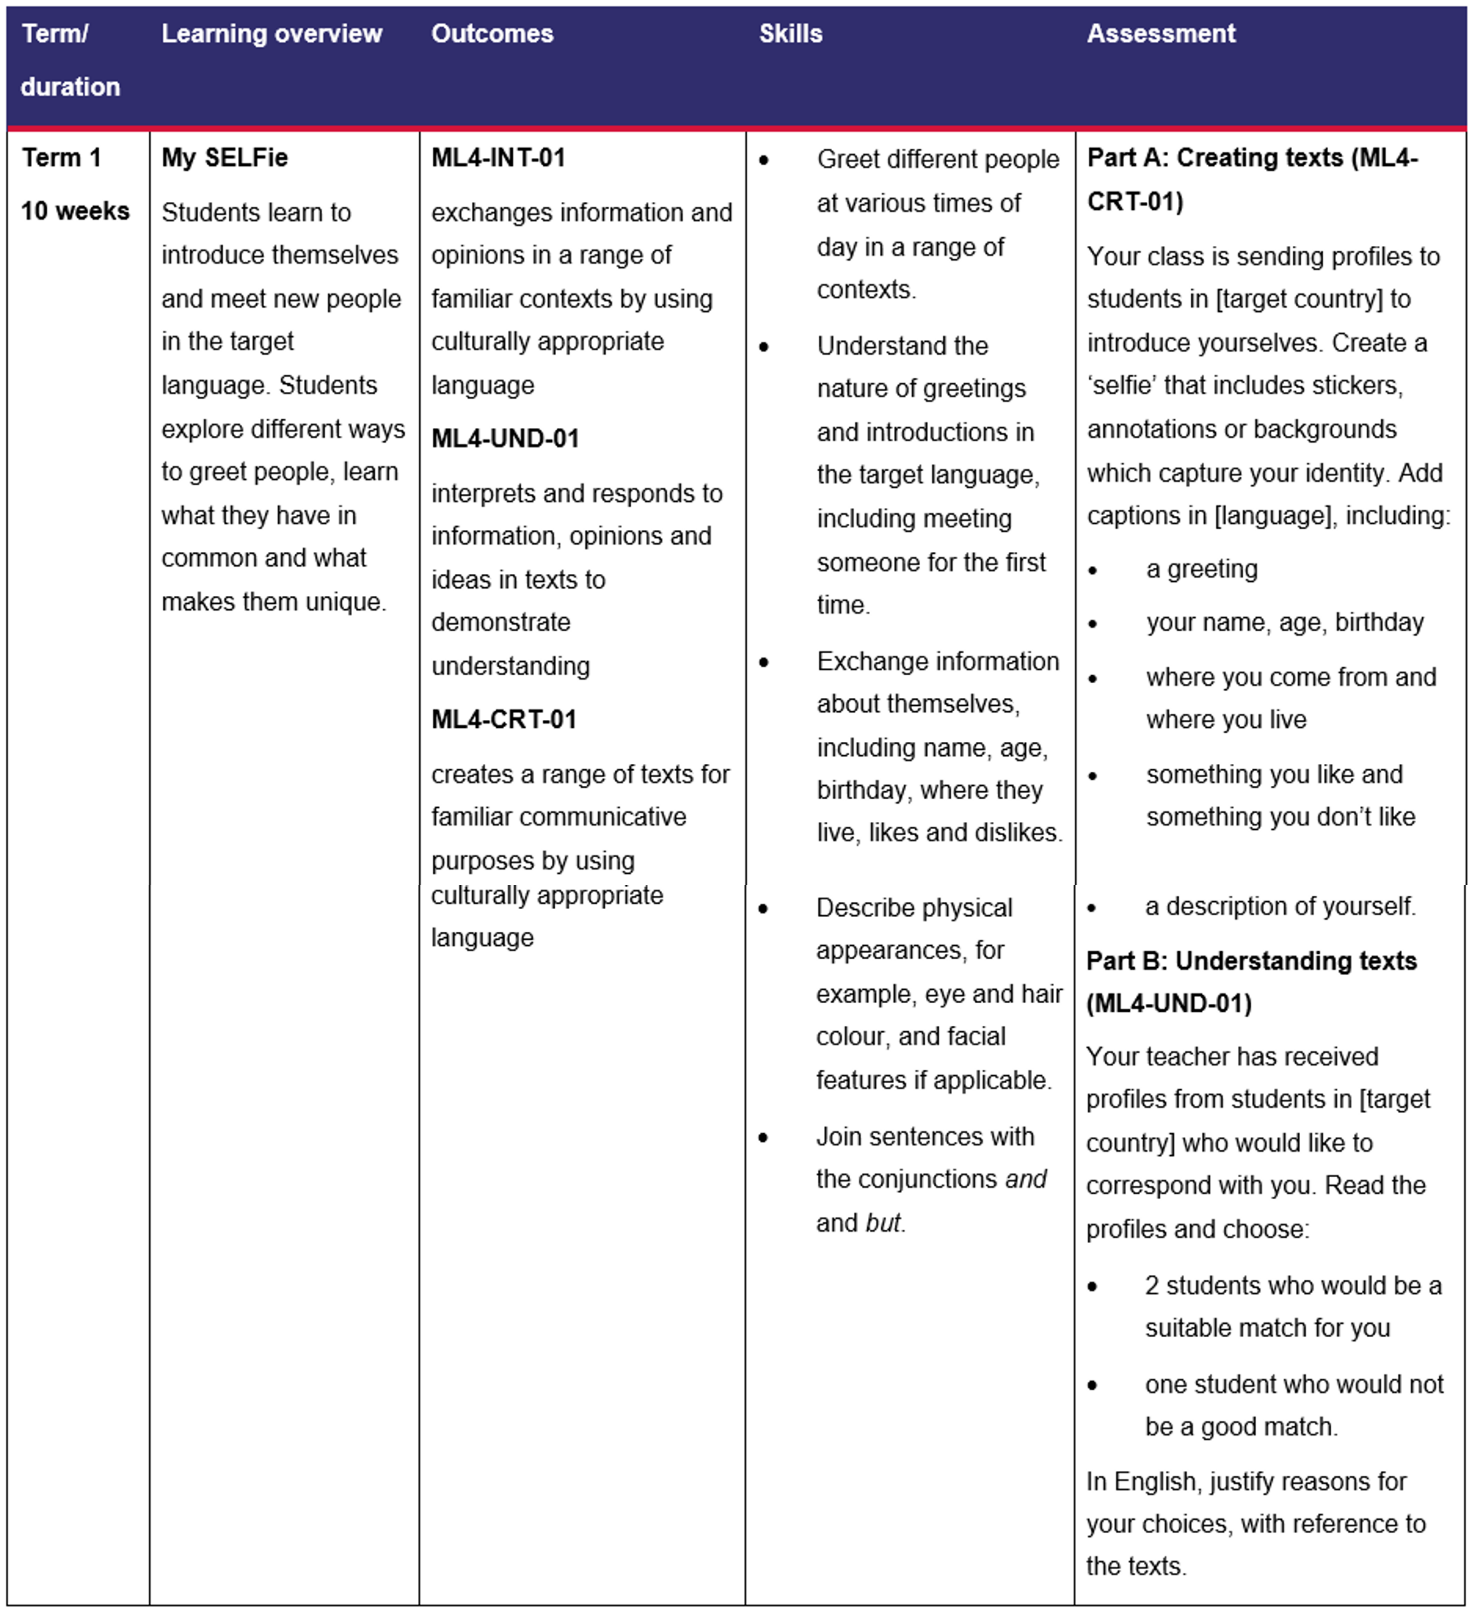 Term/
duration
Learning overview
Outcomes
Skills
Assessment
Term 1
10 weeks
My SELFie
Students learn to
introduce themselves
and meet new people
in the target
language. Students
explore different ways
to greet people, learn
what they have in
common and what
makes them unique.
ML4-INT-01
exchanges information and
opinions in a range of
familiar contexts by using
culturally appropriate
language
ML4-UND-01
interprets and responds to
information, opinions and
ideas in texts to
demonstrate
understanding
ML4-CRT-01
creates a range of texts for
familiar communicative
purposes by using
culturally appropriate
language
• Greet different people
at various times of
day in a range of
contexts.
• Understand the
nature of greetings
and introductions in
the target language,
including meeting
someone for the first
time.
• Exchange information
about themselves,
including name, age,
birthday, where they
live, likes and dislikes.
• Describe physical
appearances, for
example, eye and hair
colour, and facial
features if applicable.
• Join sentences with
the conjunctions and
and but.
Part A: Creating texts (ML4-
CRT-01)
Your class is sending profiles to
students in [target country] to
introduce yourselves. Create a
‘selfie’ that includes stickers,
annotations or backgrounds
which capture your identity. Add
captions in [language], including:
• a greeting
• your name, age, birthday
• where you come from and
where you live
• something you like and
something you don’t like
• a description of yourself.
Part B: Understanding texts
(ML4-UND-01)
Your teacher has received
profiles from students in [target
country] who would like to
correspond with you. Read the
profiles and choose:
• 2 students who would be a
suitable match for you
• one student who would not
be a good match.
In English, justify reasons for
your choices, with reference to
the texts.